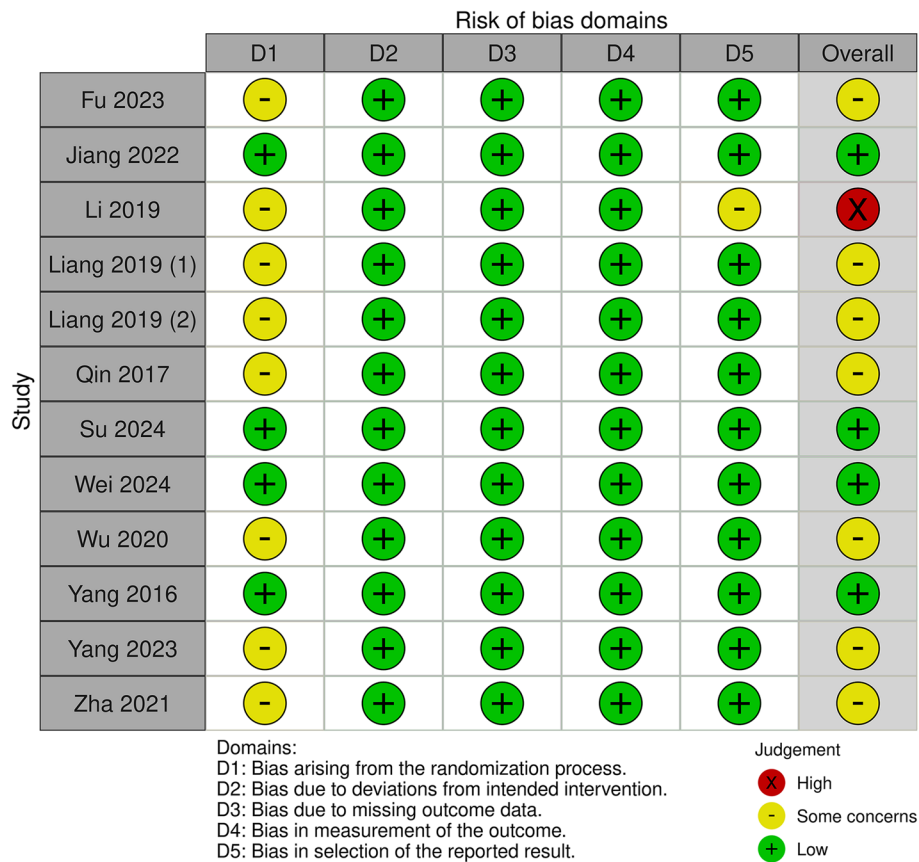 Risk of bias domains
D1 D2 D3 D4 D5 Overall
Study
Fu 2023 - + + + + -
Jiang 2022 + + + + + +
Li 2019 - + + + - X
Liang 2019 (1) - + + + + -
Liang 2019 (2) - + + + + -
Qin 2017 - + + + + -
Su 2024 + + + + + +
Wei 2024 + + + + + +
Wu 2020 - + + + + -
Yang 2016 + + + + + +
Yang 2023 - + + + + -
Zha 2021 - + + + + -
Domains:
D1: Bias arising from the randomization process.
D2: Bias due to deviations from intended intervention.
D3: Bias due to missing outcome data.
D4: Bias in measurement of the outcome.
D5: Bias in selection of the reported result.
Judgement
X High
- Some concerns
+ Low